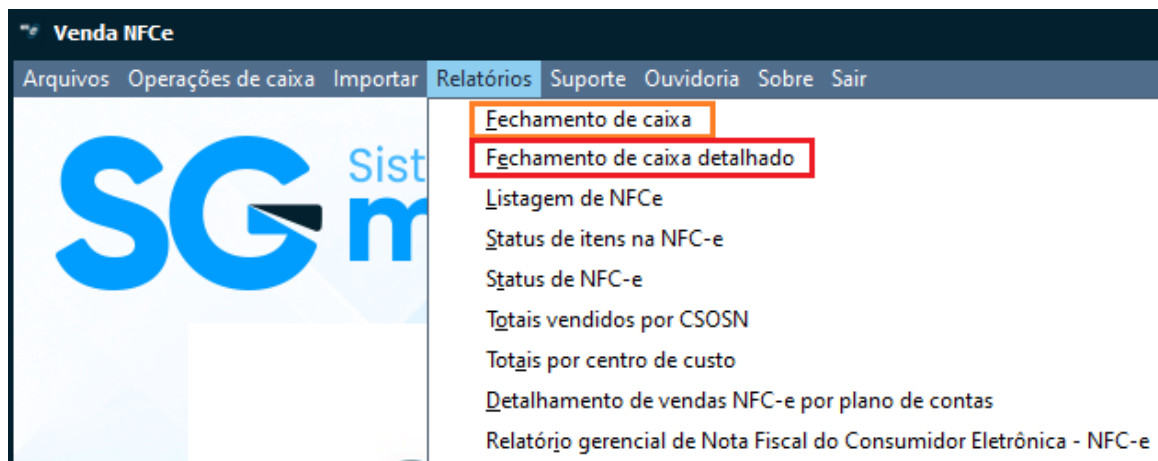 Venda NFCe
Arquivos Operações de caixa Importar Relatórios Suporte Ouvidoria Sobre Sair
Fechamento de caixa
Fechamento de caixa detalhado
Listagem de NFCe
Status de itens na NFC-e
Status de NFC-e
Totais vendidos por CSOSN
Totais por centro de custo
Detalhamento de vendas NFC-e por plano de contas
Relatório gerencial de Nota Fiscal do Consumidor Eletrônica - NFC-e
SG
Sist
m